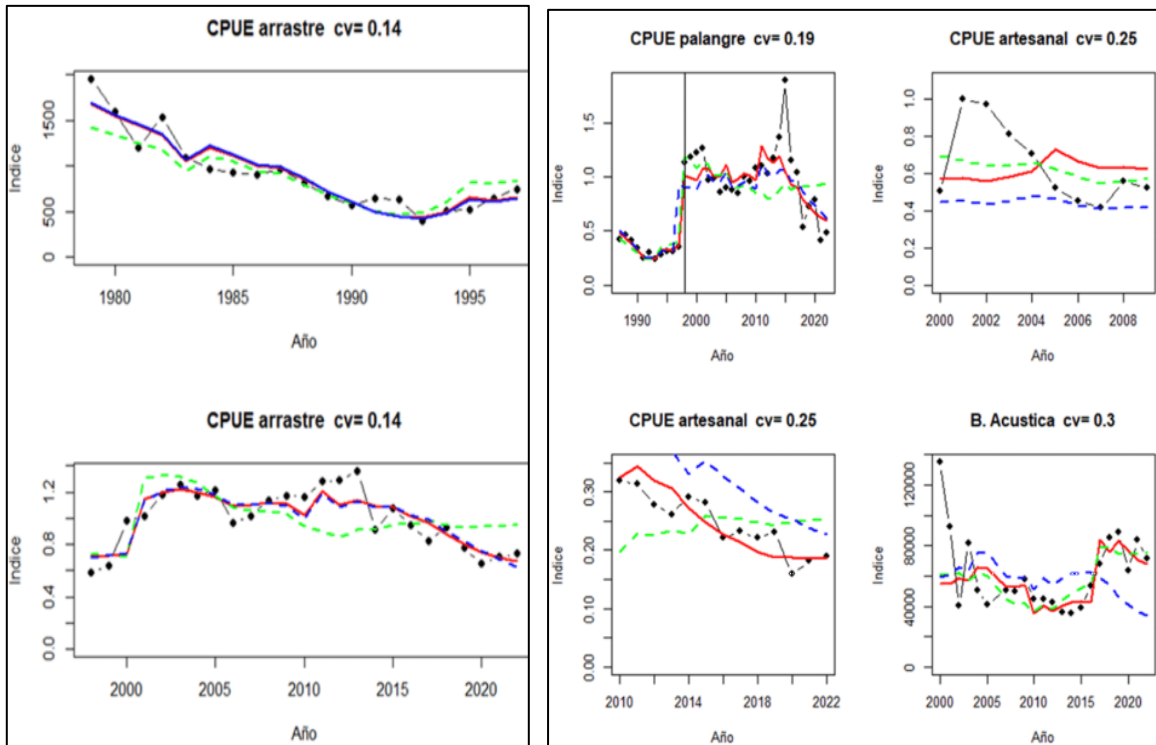 CPUE arrastre cv= 0.14
Indice
0 500 1500
1980 1985 1990 1995
Año
CPUE arrastre cv= 0.14
Indice
0.0 0.4 0.8 1.2
2000 2005 2010 2015 2020
Año
CPUE palangre cv= 0.19
Indice
0.0 0.5 1.0 1.5
1990 2000 2010 2020
Año
CPUE artesanal cv= 0.25
Indice
0.0 0.2 0.4 0.6 0.8 1.0
2000 2002 2004 2006 2008
Año
CPUE artesanal cv= 0.25
Indice
0.00 0.10 0.20 0.30
2010 2014 2018 2022
Año
B. Acustica cv= 0.3
Indice
0 40000 80000 120000
2000 2005 2010 2015 2020
Año